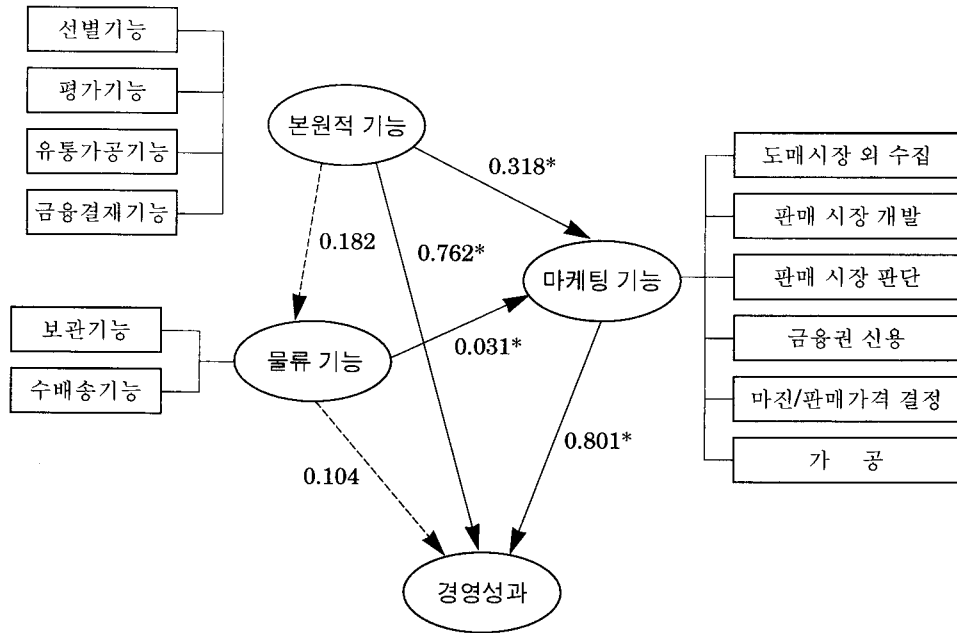 선별기능
평가기능
유통가공기능
금융결재기능
본원적 기능
0.318*
0.182
0.762*
마케팅 기능
도매시장 외 수집
판매 시장 개발
판매 시장 판단
금융권 신용
마진/판매가격 결정
가 공
보관기능
수배송기능
물류 기능
0.031*
0.801*
0.104
경영성과